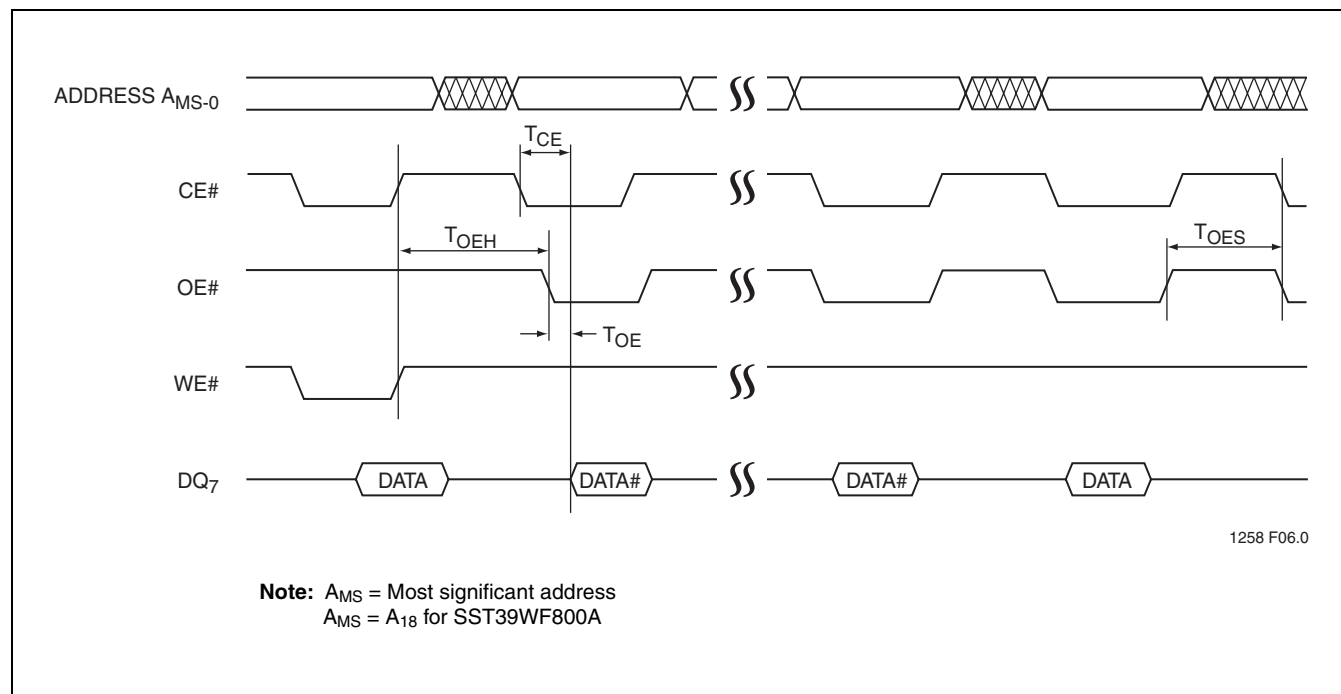 ADDRESS AMS-0
TCE
CE#
TOEH
TOES
OE#
TOE
WE#
DQ7
DATA
DATA#
DATA#
DATA
1258 F06.0
Note: AMS = Most significant address
AMS = A18 for SST39WF800A